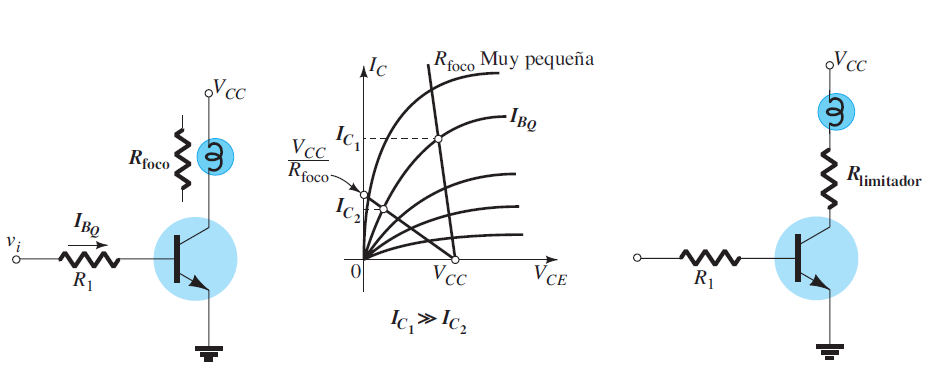 V_CC
R_foco
I_BQ
v_i
R_1
I_C
R_foco Muy pequeña
I_BQ
I_C1
V_CC
R_foco
I_C2
0
V_CC
V_CE
I_C1 ≫ I_C2
V_CC
R_limitador
R_1